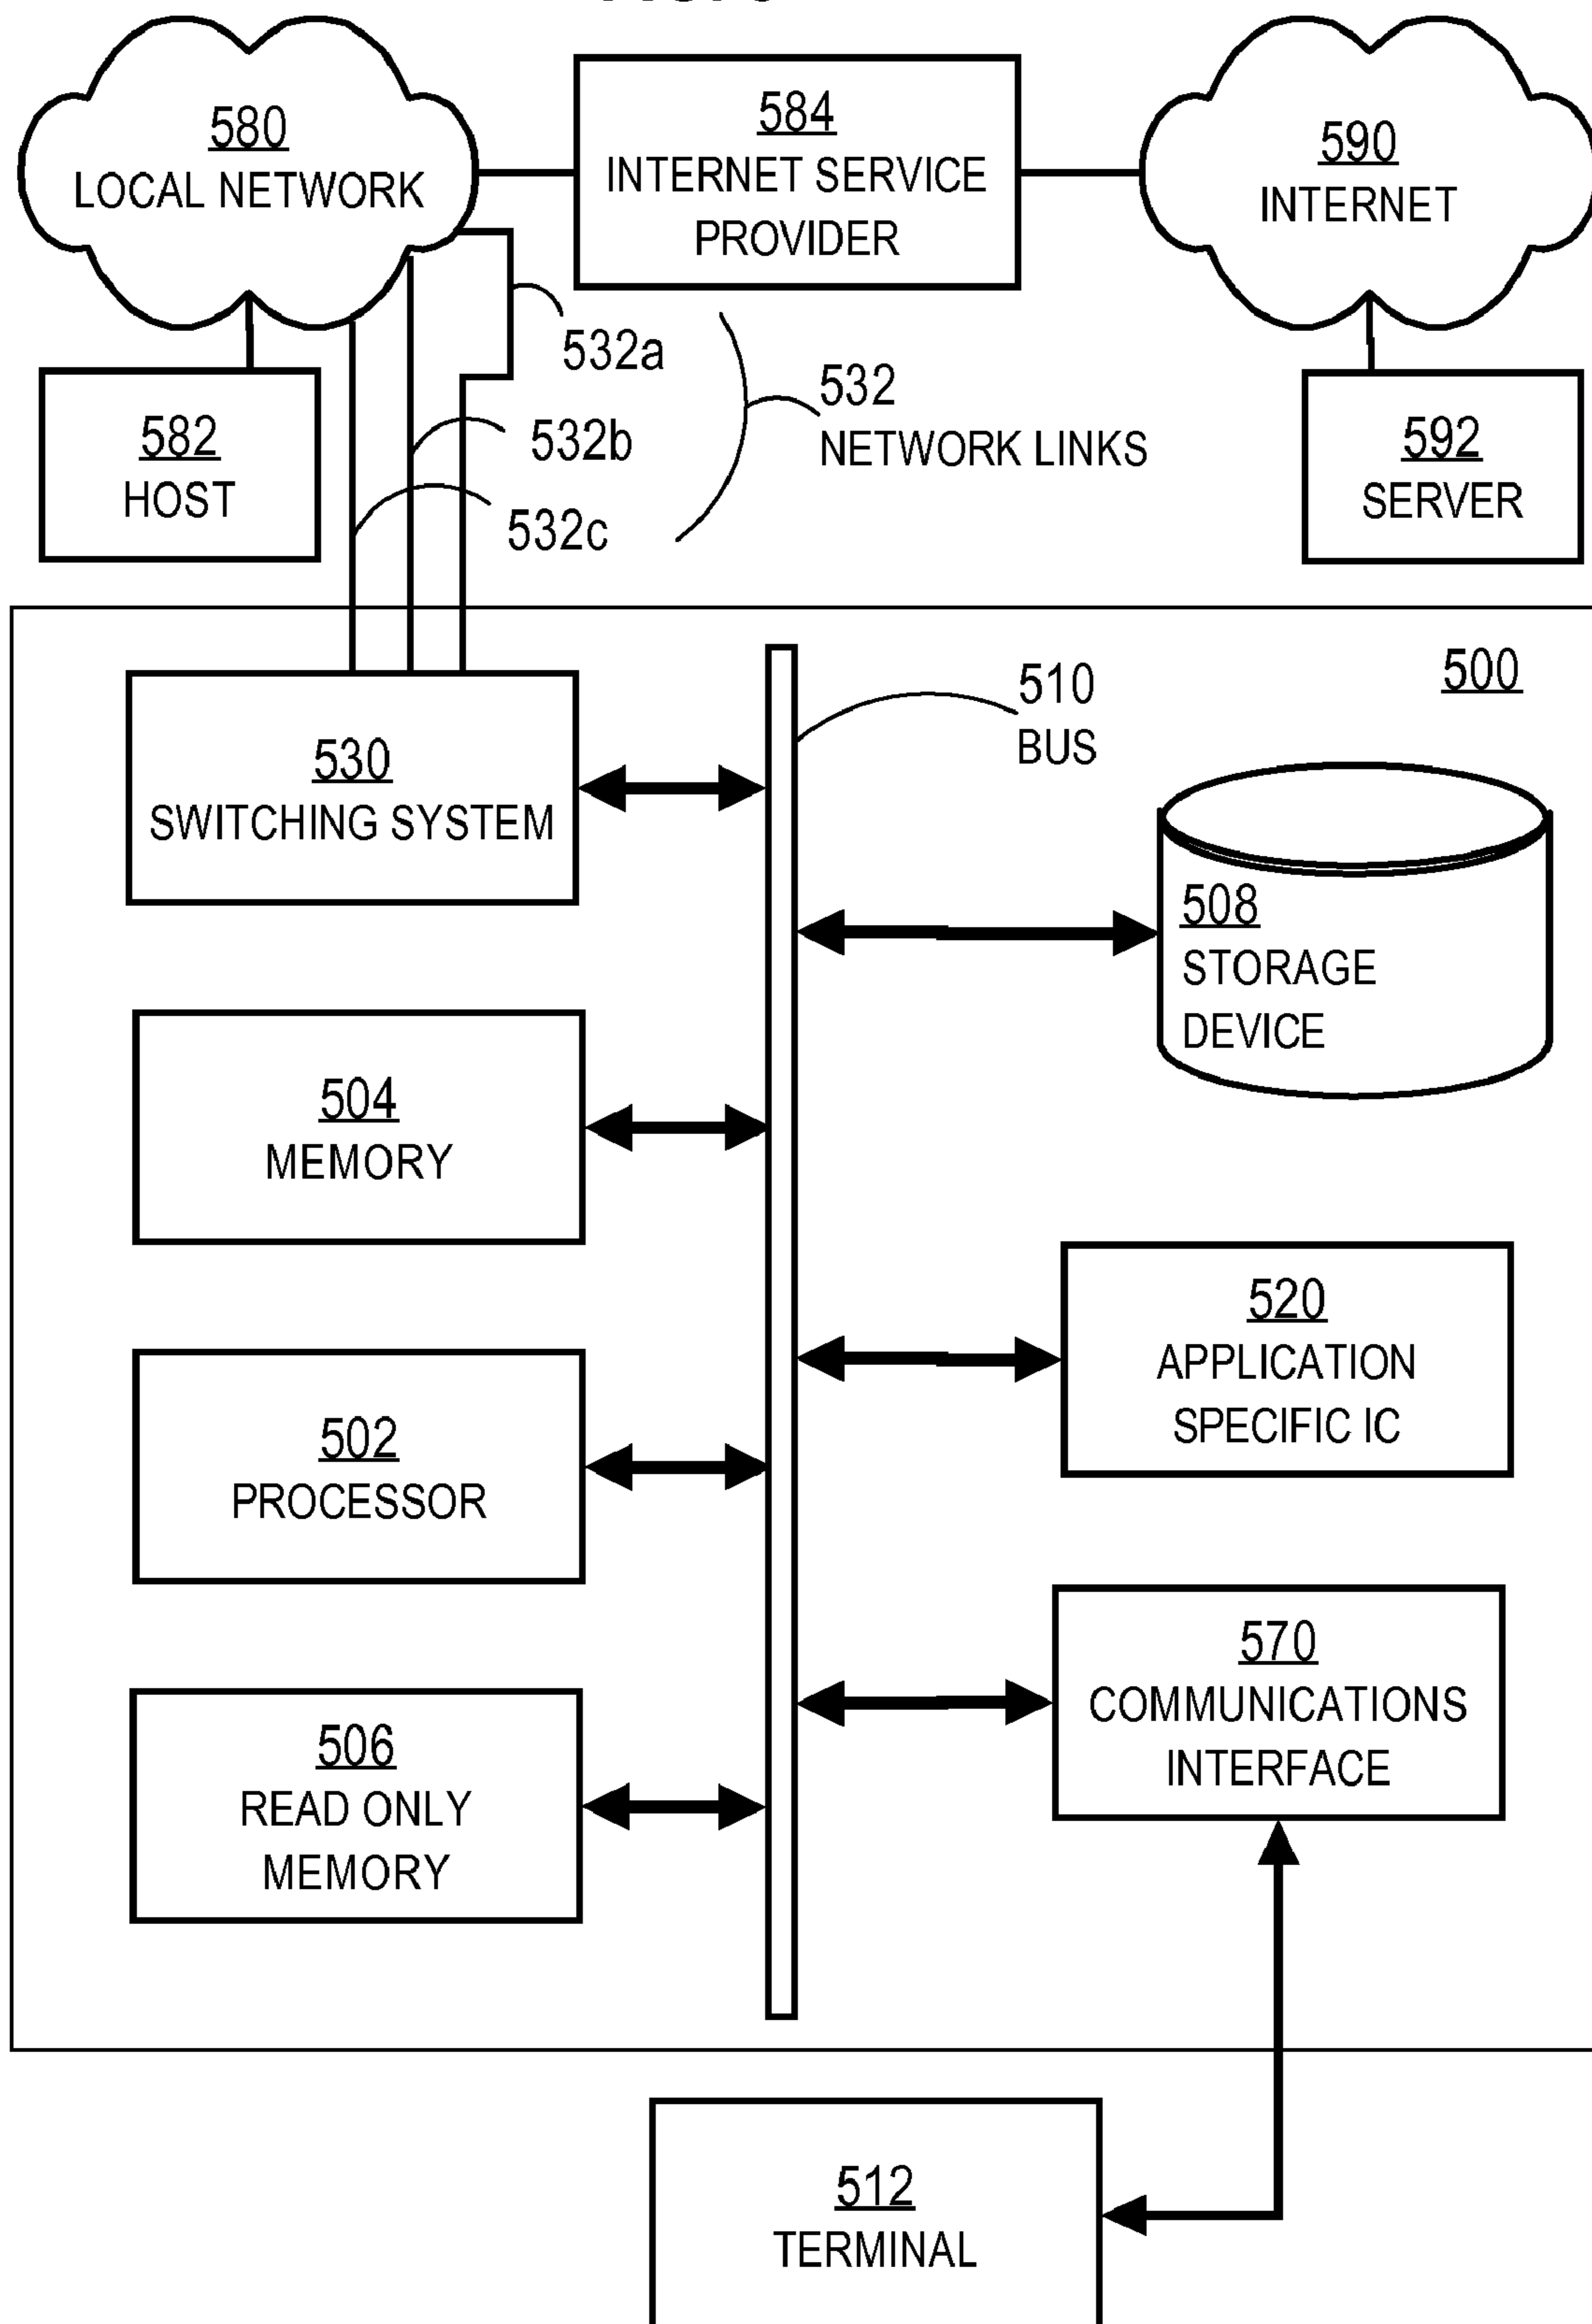 580
LOCAL NETWORK
584
INTERNET SERVICE
PROVIDER
590
INTERNET
532a
532
NETWORK LINKS
582
HOST
532b
532c
592
SERVER
500
510
BUS
530
SWITCHING SYSTEM
508
STORAGE
DEVICE
504
MEMORY
520
APPLICATION
SPECIFIC IC
502
PROCESSOR
570
COMMUNICATIONS
INTERFACE
506
READ ONLY
MEMORY
512
TERMINAL